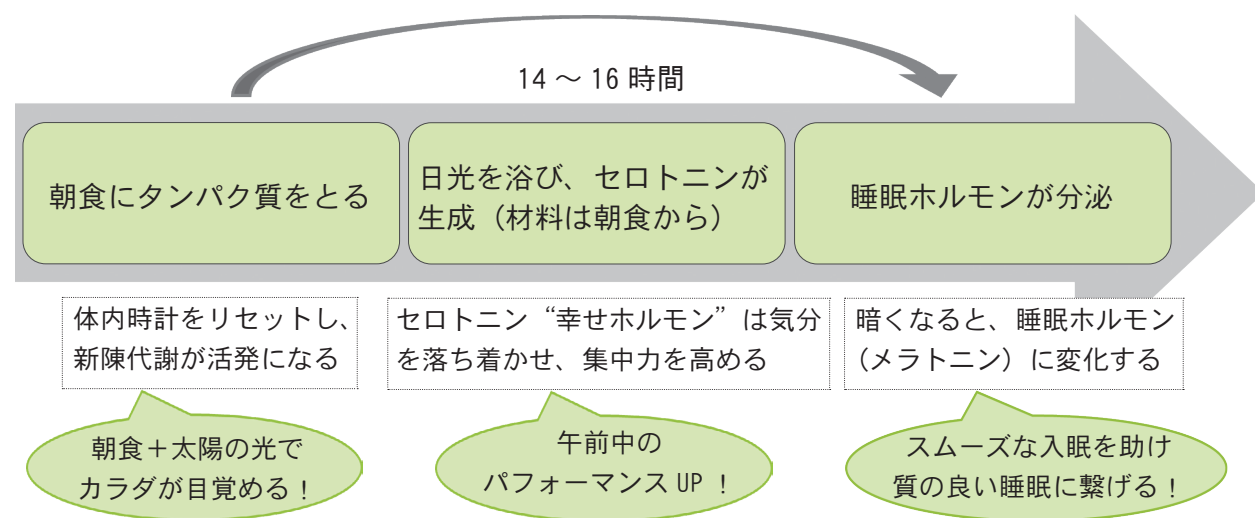 14 ～ 16 時間
朝食にタンパク質をとる
日光を浴び、セロトニンが
生成（材料は朝食から）
睡眠ホルモンが分泌
体内時計をリセットし、
新陳代謝が活発になる
セロトニン“幸せホルモン”は気分
を落ち着かせ、集中力を高める
暗くなると、睡眠ホルモン
（メラトニン）に変化する
朝食＋太陽の光で
カラダが目覚める！
午前中の
パフォーマンス UP ！
スムーズな入眠を助け
質の良い睡眠に繋げる！